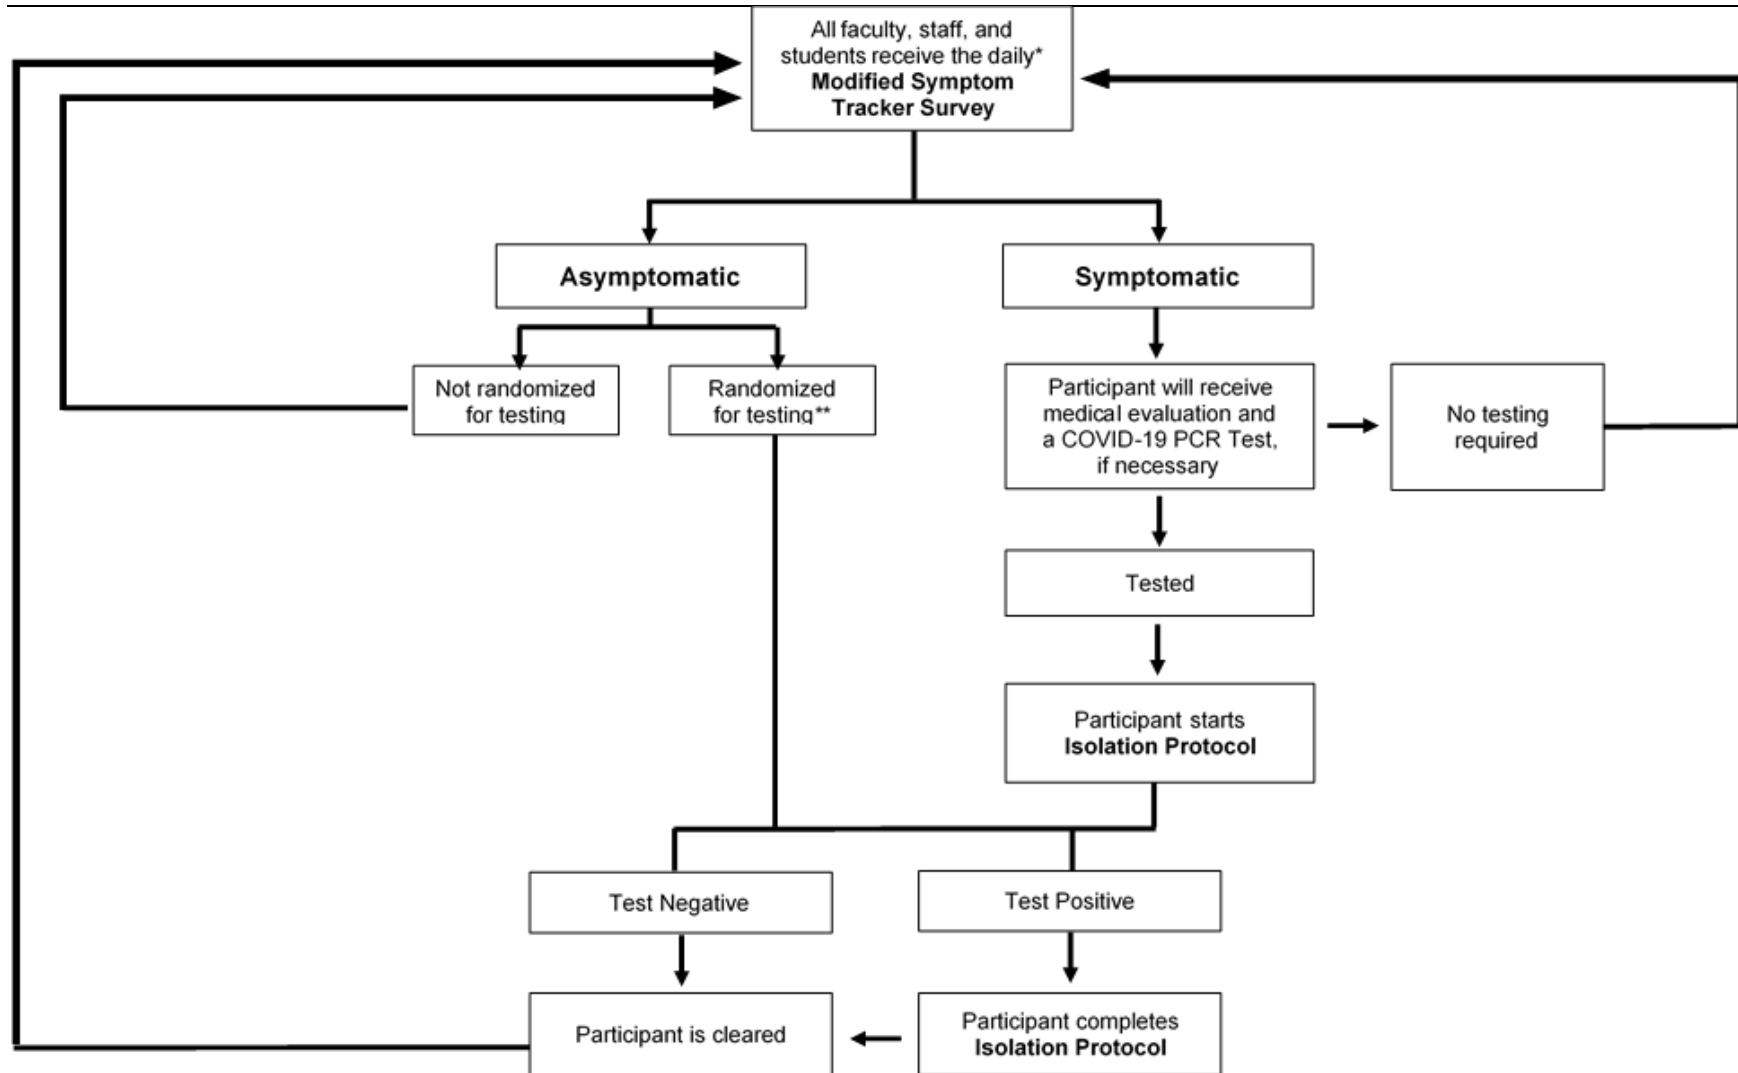 All faculty, staff, and
students receive the daily*
Modified Symptom
Tracker Survey
Asymptomatic
Symptomatic
Not randomized
for testing
Randomized
for testing**
Participant will receive
medical evaluation and
a COVID-19 PCR Test,
if necessary
No testing
required
Tested
Participant starts
Isolation Protocol
Test Negative
Test Positive
Participant is cleared
Participant completes
Isolation Protocol